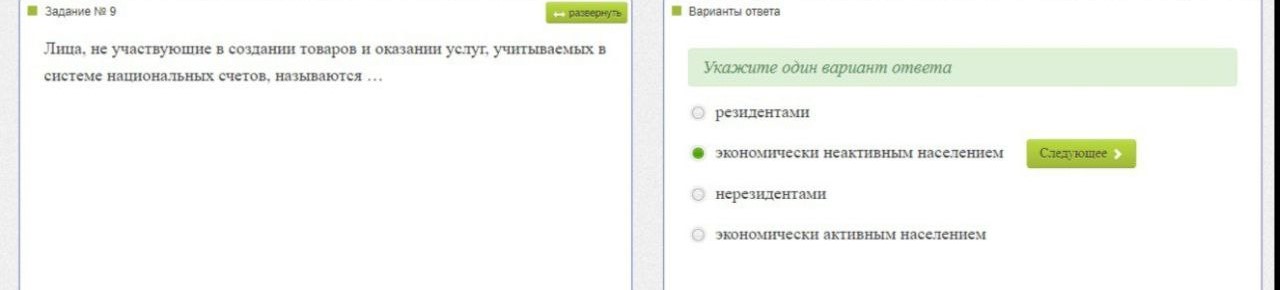 Задание № 9
развернуть
Лица, не участвующие в создании товаров и оказании услуг, учитываемых в
системе национальных счетов, называются …
Варианты ответа
Укажите один вариант ответа
резидентами
экономически неактивным населением
Следующее
нерезидентами
экономически активным населением